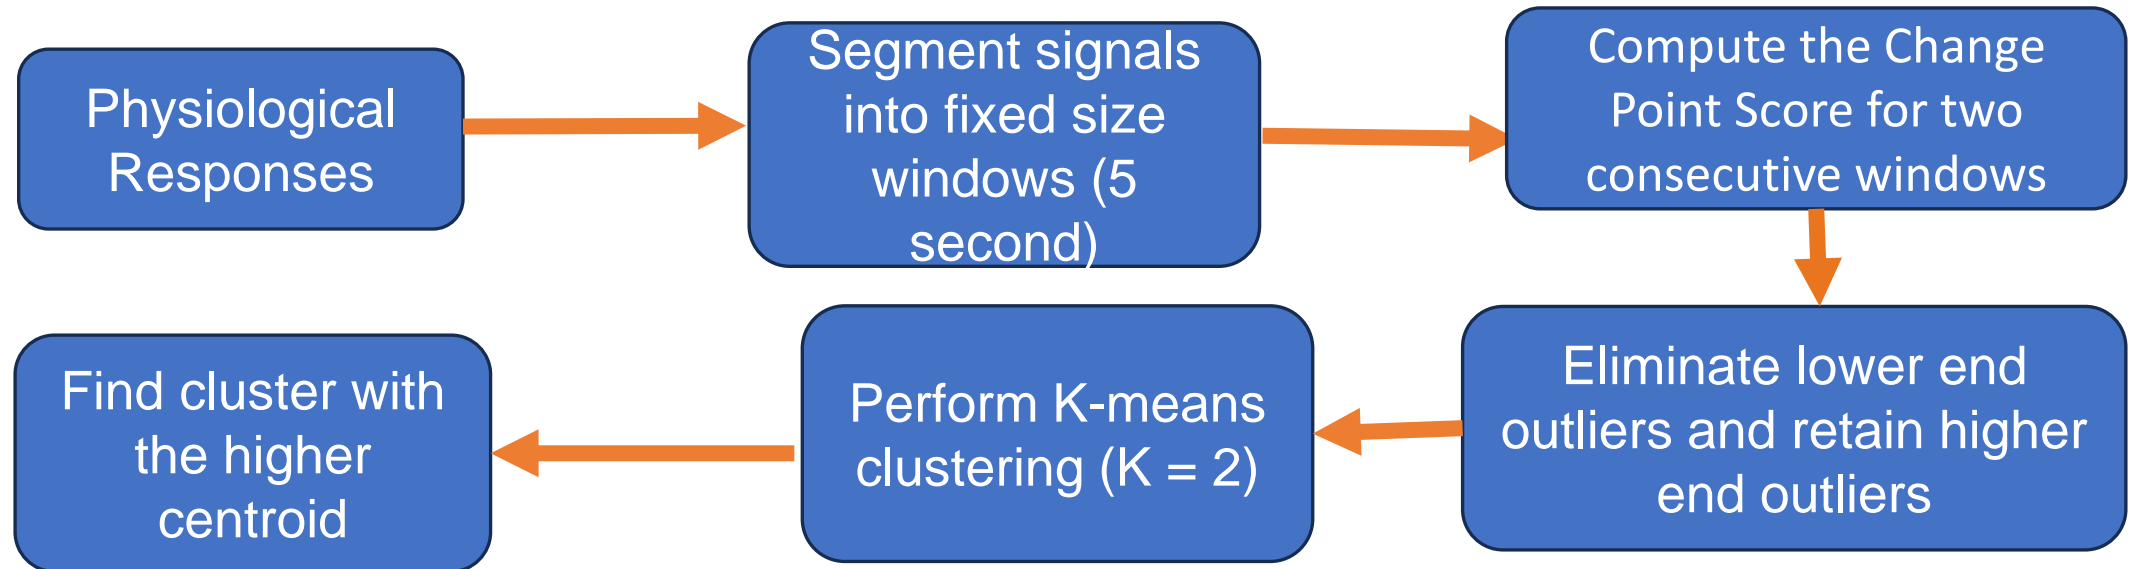 Physiological
Responses
Segment signals
into fixed size
windows (5
second)
Compute the Change
Point Score for two
consecutive windows
Eliminate lower end
outliers and retain higher
end outliers
Perform K-means
clustering (K = 2)
Find cluster with
the higher
centroid